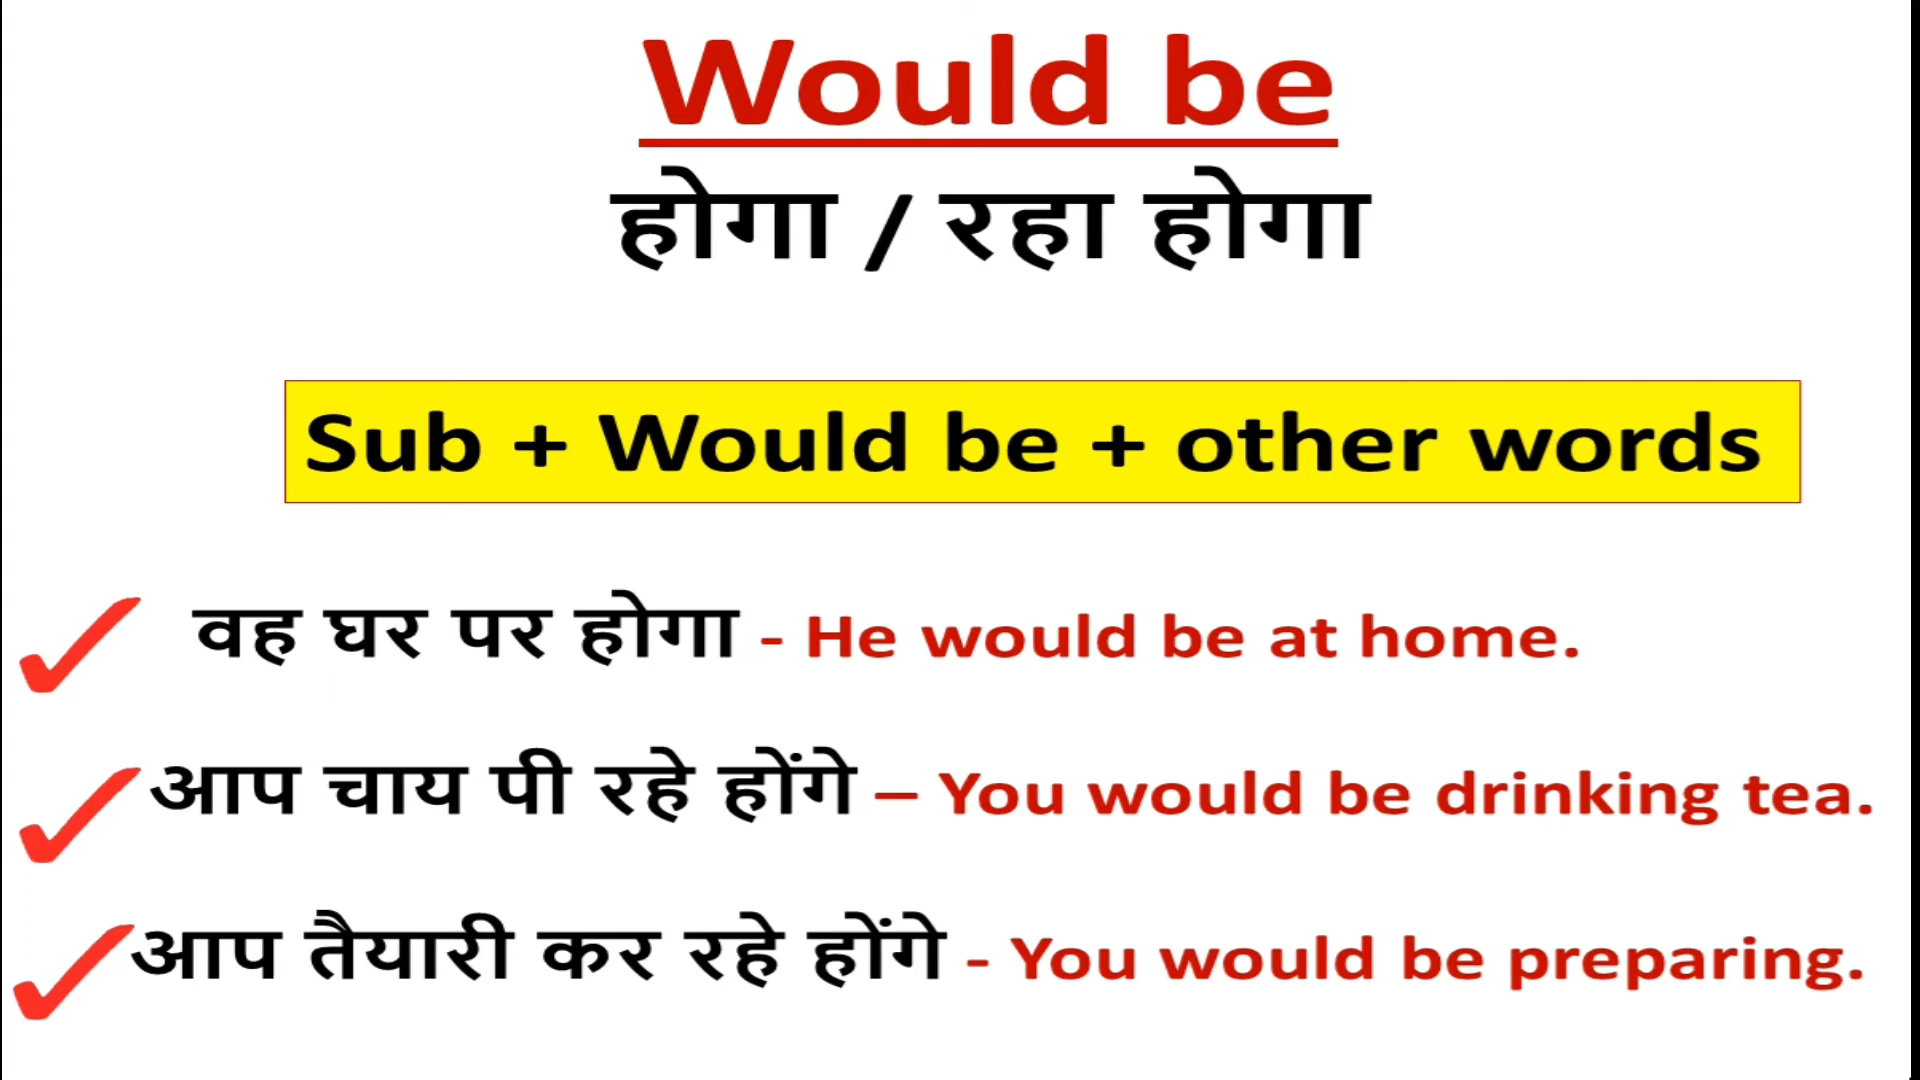 Would be
होगा / रहा होगा
Sub + Would be + other words
वह घर पर होगा - He would be at home.
आप चाय पी रहे होंगे – You would be drinking tea.
आप तैयारी कर रहे होंगे - You would be preparing.